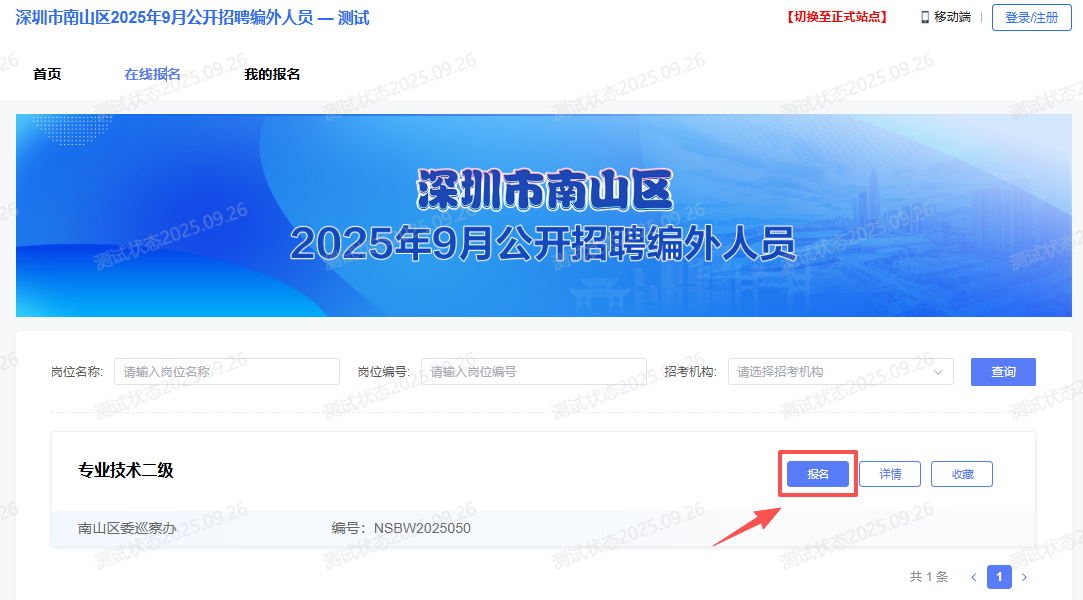 深圳市南山区2025年9月公开招聘编外人员 — 测试
【切换至正式站点】 移动端 登录/注册
首页 在线报名 我的报名
深圳市南山区
2025年9月公开招聘编外人员
岗位名称: 请输入岗位名称 岗位编号: 请输入岗位编号 招考机构: 请选择招考机构 查询
专业技术二级 报名 详情 收藏
南山区委巡察办 编号：NSBW2025050
共 1 条 < 1 >
测试状态2025.09.26